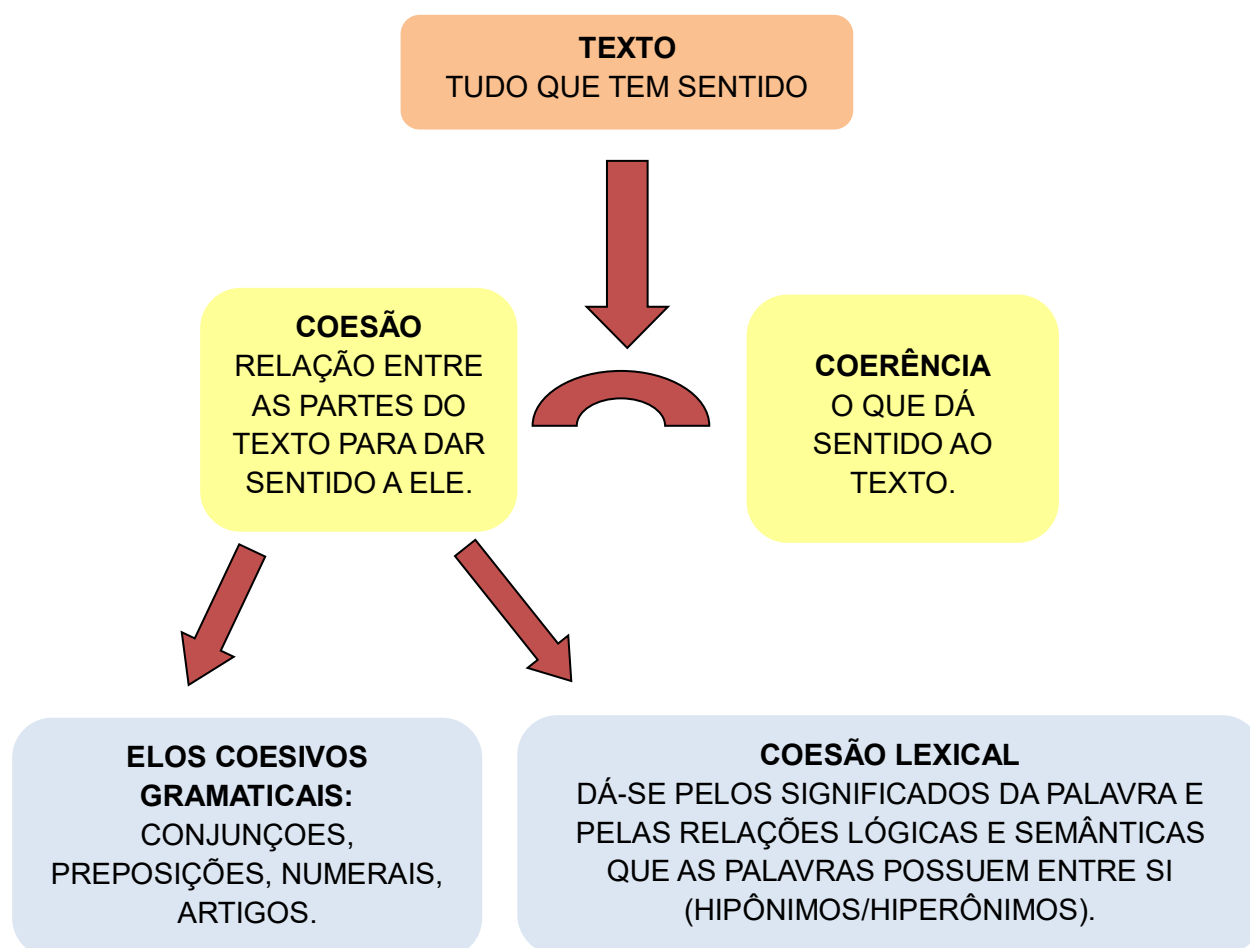 TEXTO
TUDO QUE TEM SENTIDO
COESÃO
RELAÇÃO ENTRE
AS PARTES DO
TEXTO PARA DAR
SENTIDO A ELE.
COERÊNCIA
O QUE DÁ
SENTIDO AO
TEXTO.
ELOS COESIVOS
GRAMATICAIS:
CONJUNÇOES,
PREPOSIÇÕES, NUMERAIS,
ARTIGOS.
COESÃO LEXICAL
DÁ-SE PELOS SIGNIFICADOS DA PALAVRA E
PELAS RELAÇÕES LÓGICAS E SEMÂNTICAS
QUE AS PALAVRAS POSSUEM ENTRE SI
(HIPÔNIMOS/HIPERÔNIMOS).